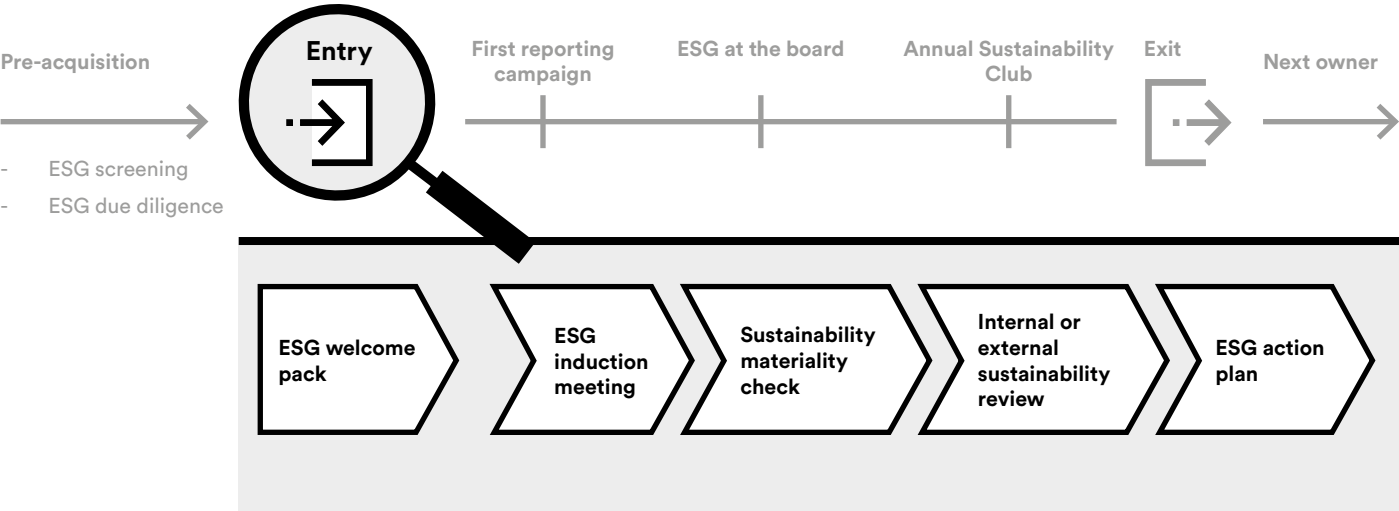 Pre-acquisition
- ESG screening
- ESG due diligence
Entry
First reporting
campaign
ESG at the board
Annual Sustainability
Club
Exit
Next owner
ESG welcome
pack
ESG
induction
meeting
Sustainability
materiality
check
Internal or
external
sustainability
review
ESG action
plan